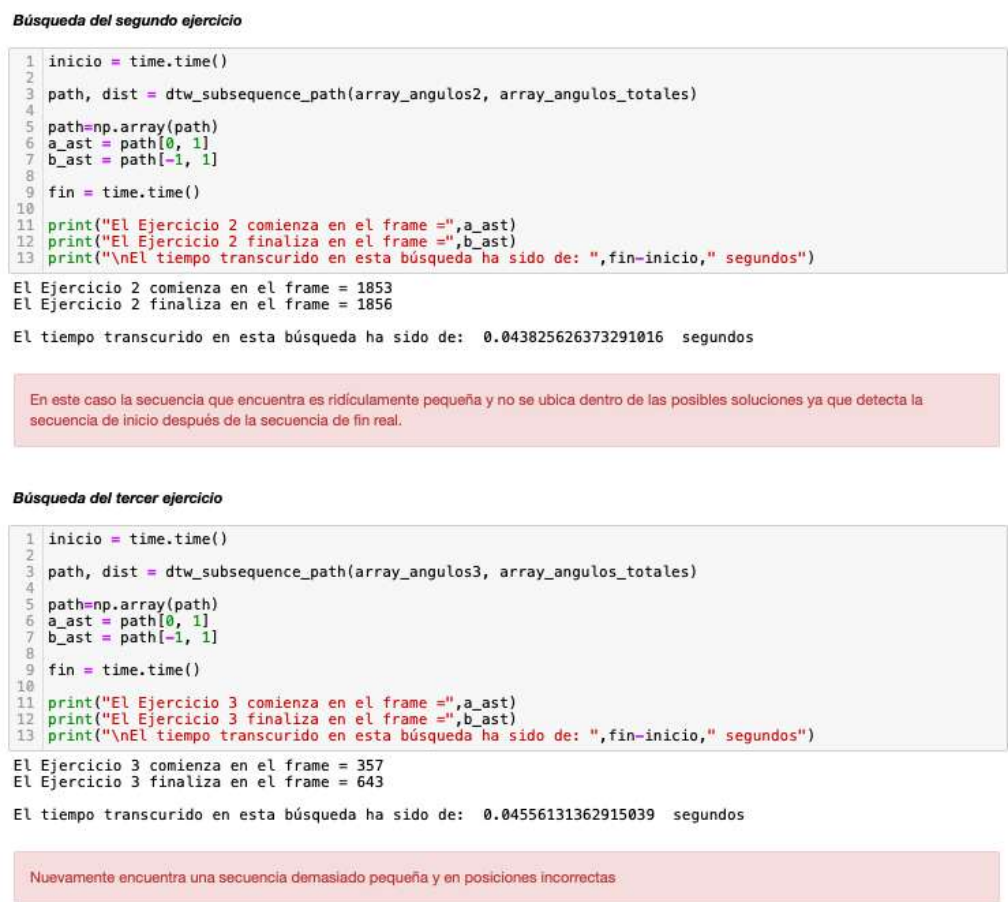 Búsqueda del segundo ejercicio
1 inicio = time.time()
2
3 path, dist = dtw_subsequence_path(array_angulos2, array_angulos_totales)
4
5 path=np.array(path)
6 a_ast = path[0, 1]
7 b_ast = path[-1, 1]
8
9 fin = time.time()
10
11 print("El Ejercicio 2 comienza en el frame =",a_ast)
12 print("El Ejercicio 2 finaliza en el frame =",b_ast)
13 print("\nEl tiempo transcurido en esta búsqueda ha sido de: ",fin-inicio," segundos")
El Ejercicio 2 comienza en el frame = 1853
El Ejercicio 2 finaliza en el frame = 1856
El tiempo transcurido en esta búsqueda ha sido de:  0.043825626373291016  segundos
En este caso la secuencia que encuentra es ridículamente pequeña y no se ubica dentro de las posibles soluciones ya que detecta la
secuencia de inicio después de la secuencia de fin real.
Búsqueda del tercer ejercicio
1 inicio = time.time()
2
3 path, dist = dtw_subsequence_path(array_angulos3, array_angulos_totales)
4
5 path=np.array(path)
6 a_ast = path[0, 1]
7 b_ast = path[-1, 1]
8
9 fin = time.time()
10
11 print("El Ejercicio 3 comienza en el frame =",a_ast)
12 print("El Ejercicio 3 finaliza en el frame =",b_ast)
13 print("\nEl tiempo transcurido en esta búsqueda ha sido de: ",fin-inicio," segundos")
El Ejercicio 3 comienza en el frame = 357
El Ejercicio 3 finaliza en el frame = 643
El tiempo transcurido en esta búsqueda ha sido de:  0.04556131362915039  segundos
Nuevamente encuentra una secuencia demasiado pequeña y en posiciones incorrectas